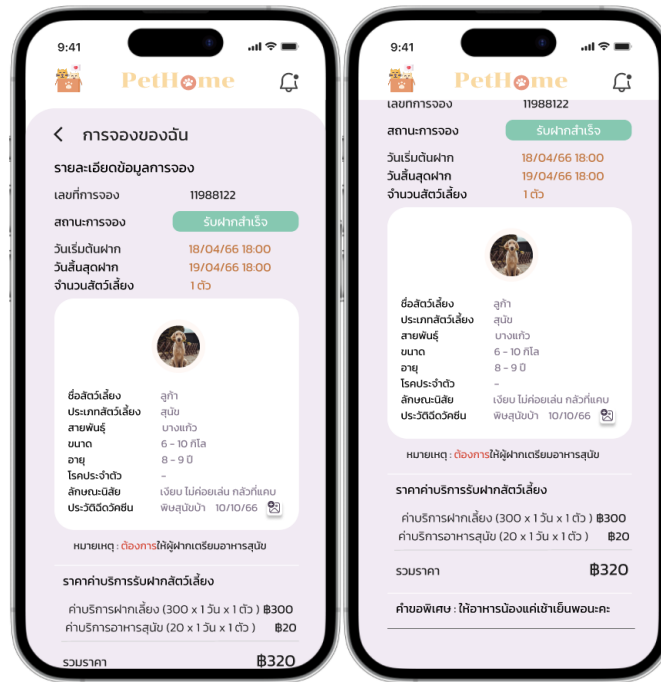 9:41
PetHome
การจองของฉัน
รายละเอียดข้อมูลการจอง
เลขที่การจอง 11988122
สถานะการจอง รับฝากสำเร็จ
วันเริ่มต้นฝาก 18/04/66 18:00
วันสิ้นสุดฝาก 19/04/66 18:00
จำนวนสัตว์เลี้ยง 1 ตัว
ชื่อสัตว์เลี้ยง ลูก้า
ประเภทสัตว์เลี้ยง สุนัข
สายพันธุ์ บางแก้ว
ขนาด 6 - 10 กิโล
อายุ 8 - 9 ปี
โรคประจำตัว -
ลักษณะนิสัย เงียบ ไม่ค่อยเล่น กลัวที่แคบ
ประวัติฉีดวัคซีน พิษสุนัขบ้า 10/10/66
หมายเหตุ : ต้องการให้ผู้ฝากเตรียมอาหารสุนัข
ราคาค่าบริการรับฝากสัตว์เลี้ยง
ค่าบริการฝากเลี้ยง (300 x 1 วัน x 1 ตัว ) ฿300
ค่าบริการอาหารสุนัข (20 x 1 วัน x 1 ตัว ) ฿20
รวมราคา ฿320
9:41
PetHome
เลขที่การจอง 11988122
สถานะการจอง รับฝากสำเร็จ
วันเริ่มต้นฝาก 18/04/66 18:00
วันสิ้นสุดฝาก 19/04/66 18:00
จำนวนสัตว์เลี้ยง 1 ตัว
ชื่อสัตว์เลี้ยง ลูก้า
ประเภทสัตว์เลี้ยง สุนัข
สายพันธุ์ บางแก้ว
ขนาด 6 - 10 กิโล
อายุ 8 - 9 ปี
โรคประจำตัว -
ลักษณะนิสัย เงียบ ไม่ค่อยเล่น กลัวที่แคบ
ประวัติฉีดวัคซีน พิษสุนัขบ้า 10/10/66
หมายเหตุ : ต้องการให้ผู้ฝากเตรียมอาหารสุนัข
ราคาค่าบริการรับฝากสัตว์เลี้ยง
ค่าบริการฝากเลี้ยง (300 x 1 วัน x 1 ตัว ) ฿300
ค่าบริการอาหารสุนัข (20 x 1 วัน x 1 ตัว ) ฿20
รวมราคา ฿320
คำขอพิเศษ : ให้อาหารน้องแค่เช้าเย็นพอนะคะ